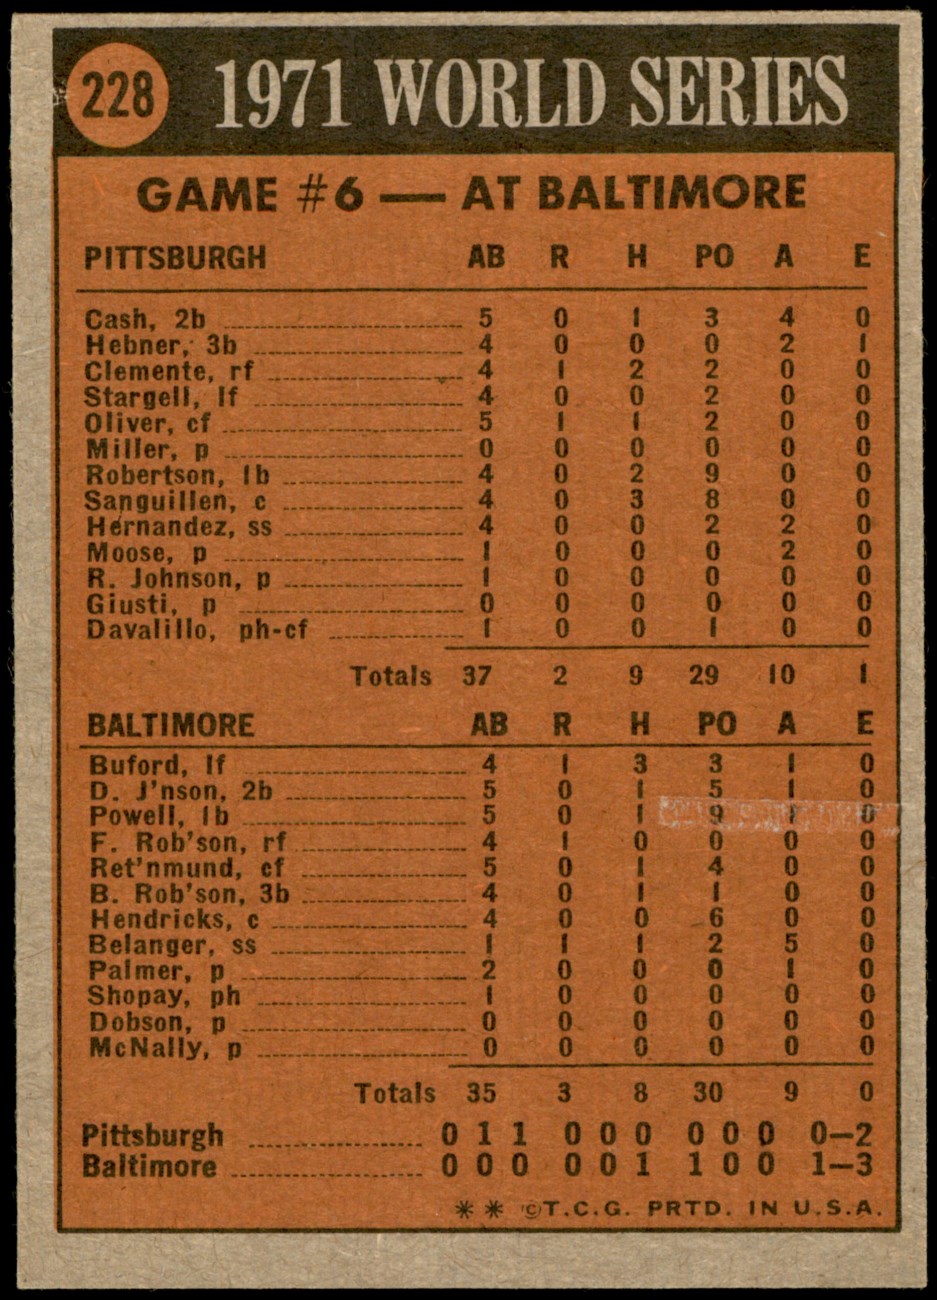 228 1971 WORLD SERIES
GAME #6 — AT BALTIMORE
PITTSBURGH AB R H PO A E
Cash, 2b 5 0 1 3 4 0
Hebner, 3b 4 0 0 0 2 1
Clemente, rf 4 1 2 2 0 0
Stargell, lf 4 0 0 2 0 0
Oliver, cf 5 1 1 2 0 0
Miller, p 0 0 0 0 0 0
Robertson, 1b 4 0 2 9 0 0
Sanguillen, c 4 0 3 8 0 0
Hernandez, ss 4 0 0 2 2 0
Moose, p 1 0 0 0 2 0
R. Johnson, p 1 0 0 0 0 0
Giusti, p 0 0 0 0 0 0
Davalillo, ph-cf 1 0 0 1 0 0
Totals 37 2 9 29 10 1
BALTIMORE AB R H PO A E
Buford, lf 4 1 3 3 1 0
D. J'nson, 2b 5 0 1 5 1 0
Powell, 1b 5 0 1 9 0
F. Rob'son, rf 4 1 0 0 0 0
Ret'nmund, cf 5 0 1 4 0 0
B. Rob'son, 3b 4 0 1 1 0 0
Hendricks, c 4 0 0 6 0 0
Belanger, ss 1 1 1 2 5 0
Palmer, p 2 0 0 0 1 0
Shopay, ph 1 0 0 0 0 0
Dobson, p 0 0 0 0 0 0
McNally, p 0 0 0 0 0 0
Totals 35 3 8 30 9 0
Pittsburgh 0 1 1 0 0 0 0 0 0 0—2
Baltimore 0 0 0 0 0 1 1 0 0 1—3
** ©T.C.G. PRTD. IN U.S.A.